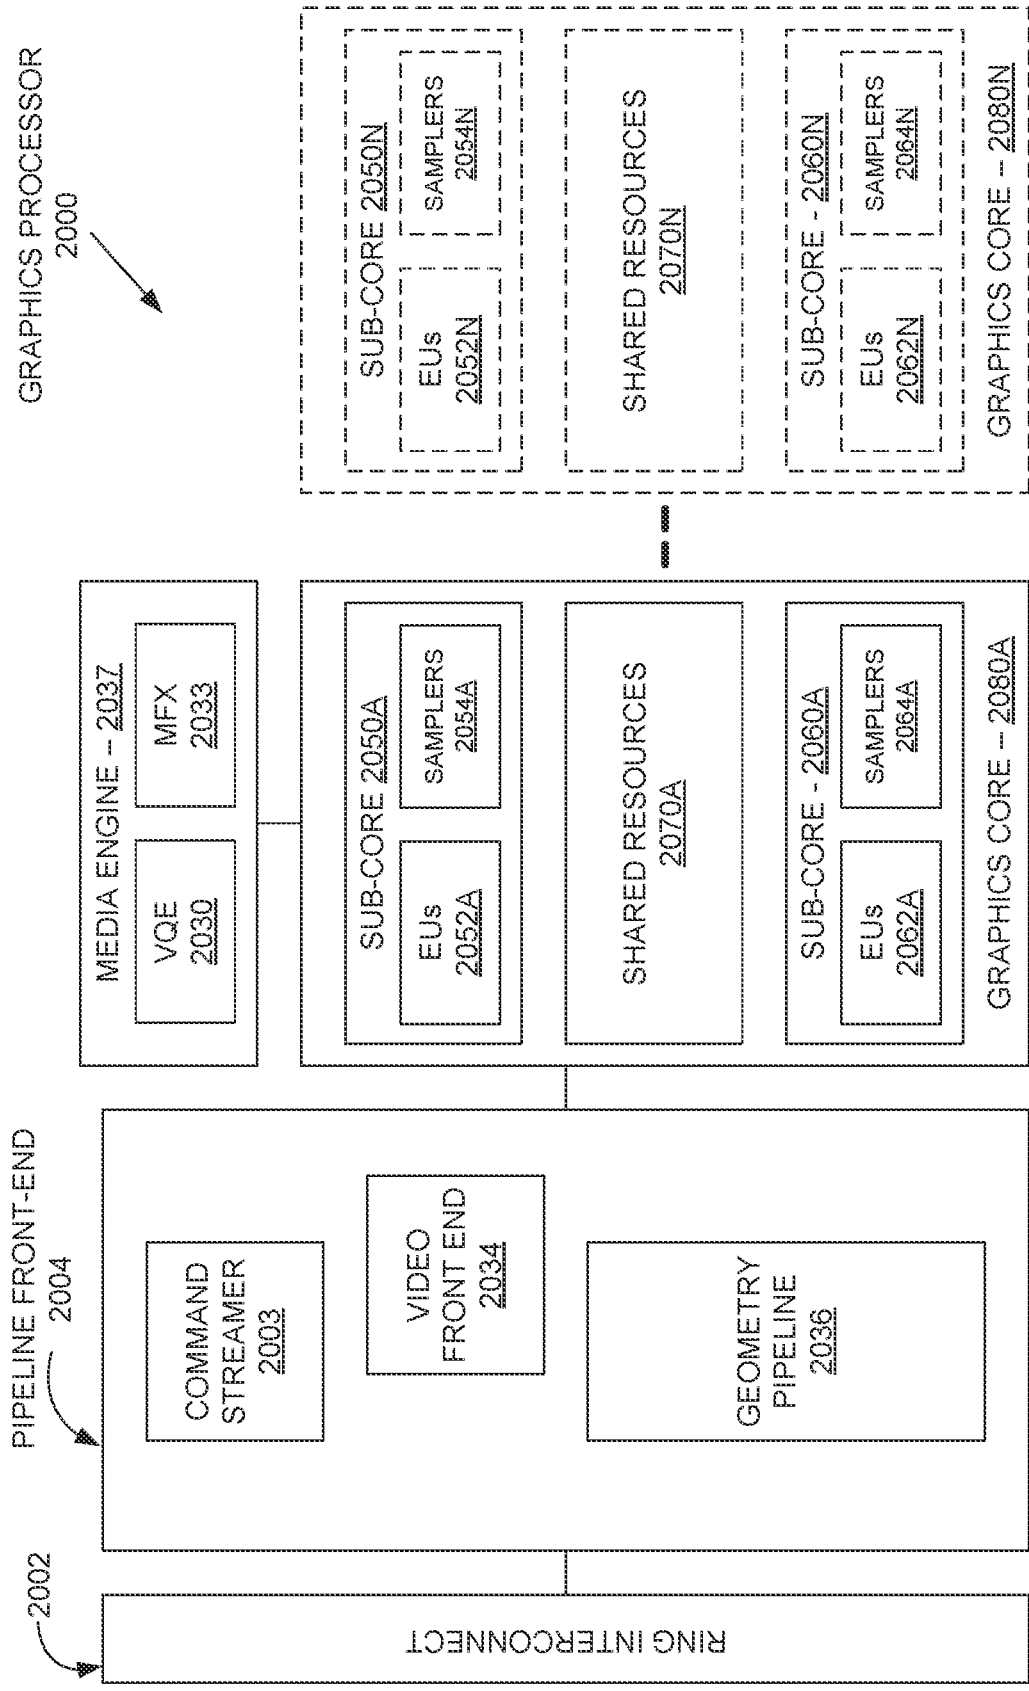 GRAPHICS PROCESSOR
2000
2002
RING INTERCONNECT
PIPELINE FRONT-END
2004
COMMAND
STREAMER
2003
VIDEO
FRONT END
2034
GEOMETRY
PIPELINE
2036
MEDIA ENGINE – 2037
VQE
2030
MFX
2033
SUB-CORE 2050A
EUs
2052A
SAMPLERS
2054A
SHARED RESOURCES
2070A
SUB-CORE - 2060A
EUs
2062A
SAMPLERS
2064A
GRAPHICS CORE – 2080A
SUB-CORE 2050N
EUs
2052N
SAMPLERS
2054N
SHARED RESOURCES
2070N
SUB-CORE - 2060N
EUs
2062N
SAMPLERS
2064N
GRAPHICS CORE – 2080N